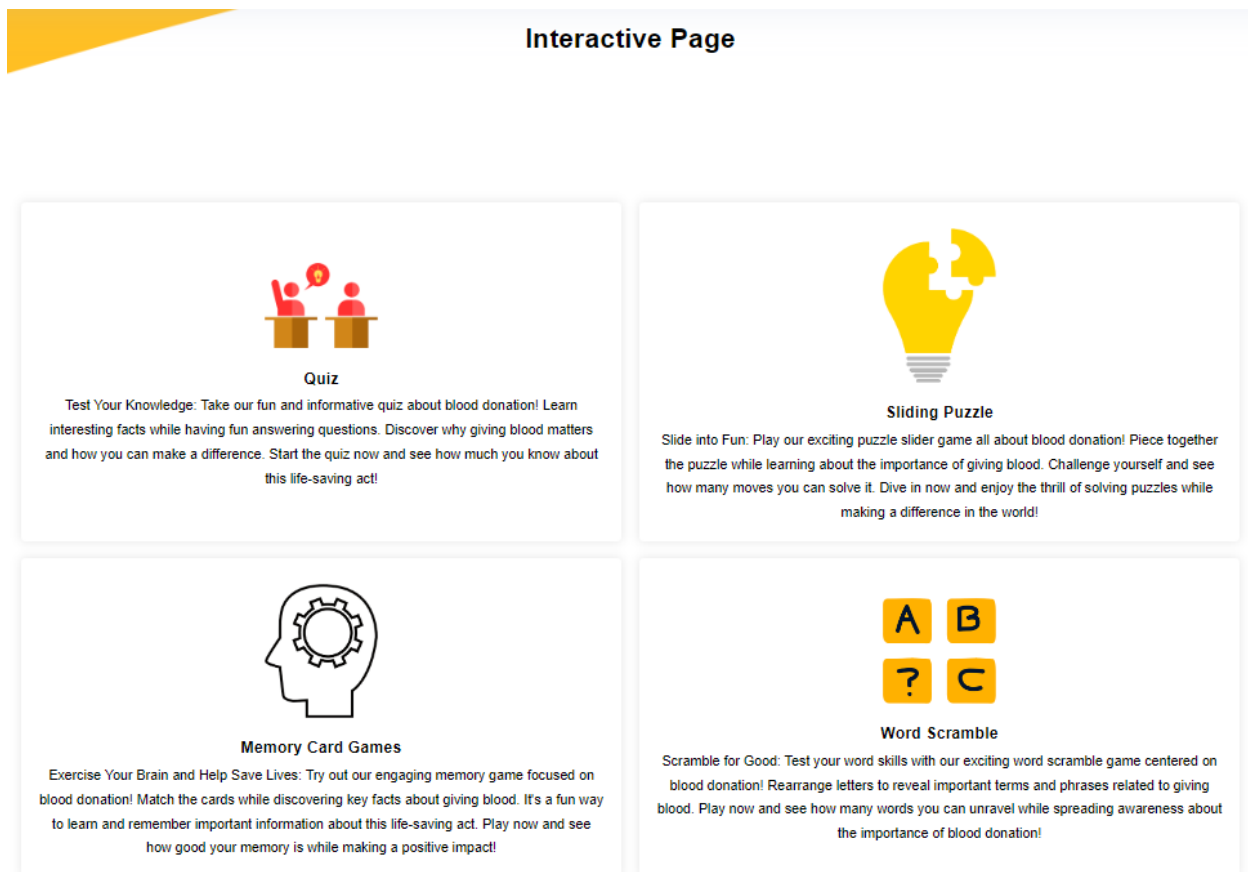 Interactive Page
Quiz
Test Your Knowledge: Take our fun and informative quiz about blood donation! Learn
interesting facts while having fun answering questions. Discover why giving blood matters
and how you can make a difference. Start the quiz now and see how much you know about
this life-saving act!
Sliding Puzzle
Slide into Fun: Play our exciting puzzle slider game all about blood donation! Piece together
the puzzle while learning about the importance of giving blood. Challenge yourself and see
how many moves you can solve it. Dive in now and enjoy the thrill of solving puzzles while
making a difference in the world!
Memory Card Games
Exercise Your Brain and Help Save Lives: Try out our engaging memory game focused on
blood donation! Match the cards while discovering key facts about giving blood. It's a fun way
to learn and remember important information about this life-saving act. Play now and see
how good your memory is while making a positive impact!
A B
? C
Word Scramble
Scramble for Good: Test your word skills with our exciting word scramble game centered on
blood donation! Rearrange letters to reveal important terms and phrases related to giving
blood. Play now and see how many words you can unravel while spreading awareness about
the importance of blood donation!